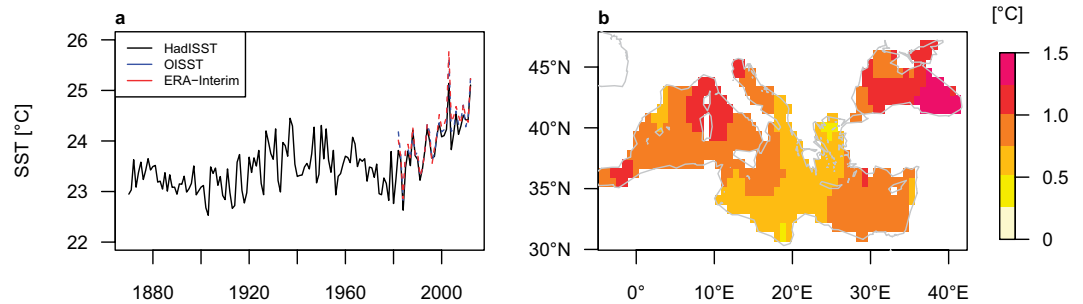 a
SST [°C]
26
25
24
23
22
HadISST
OISST
ERA−Interim
1880
1920
1960
2000
b
45°N
40°N
35°N
30°N
0°
10°E
20°E
30°E
40°E
[°C]
1.5
1
0.5
0